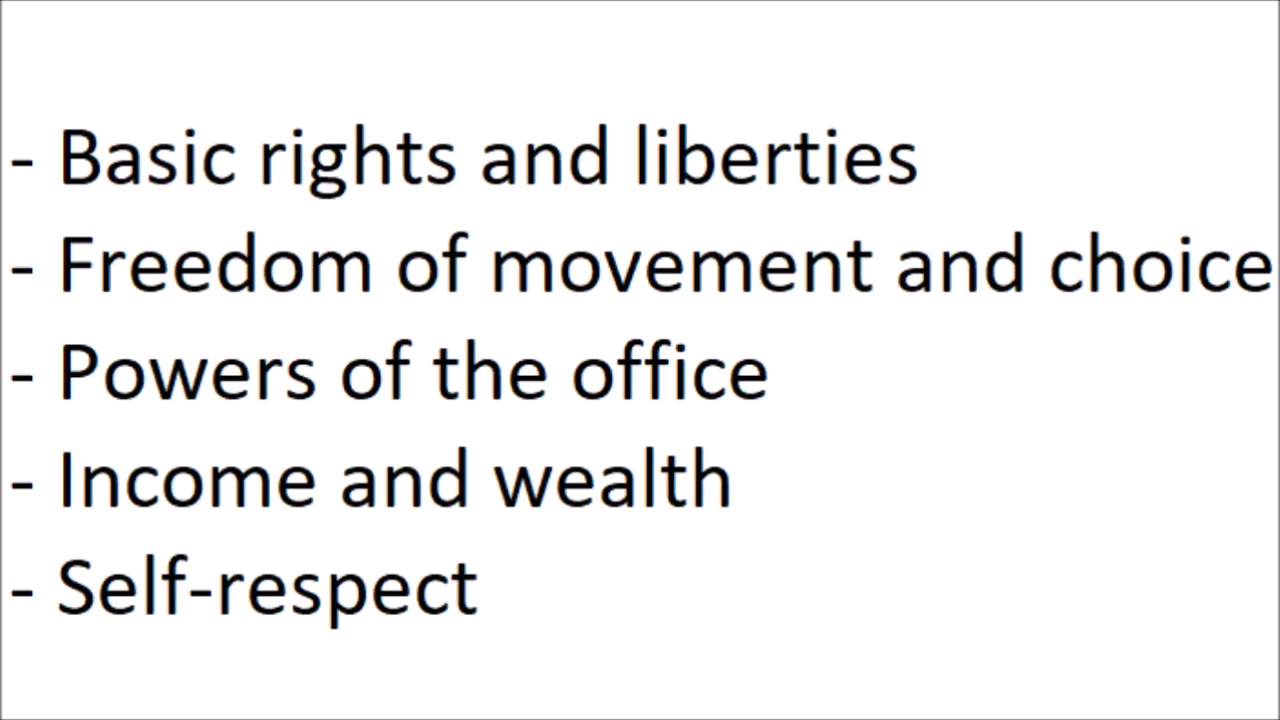 - Basic rights and liberties
- Freedom of movement and choice
- Powers of the office
- Income and wealth
- Self-respect